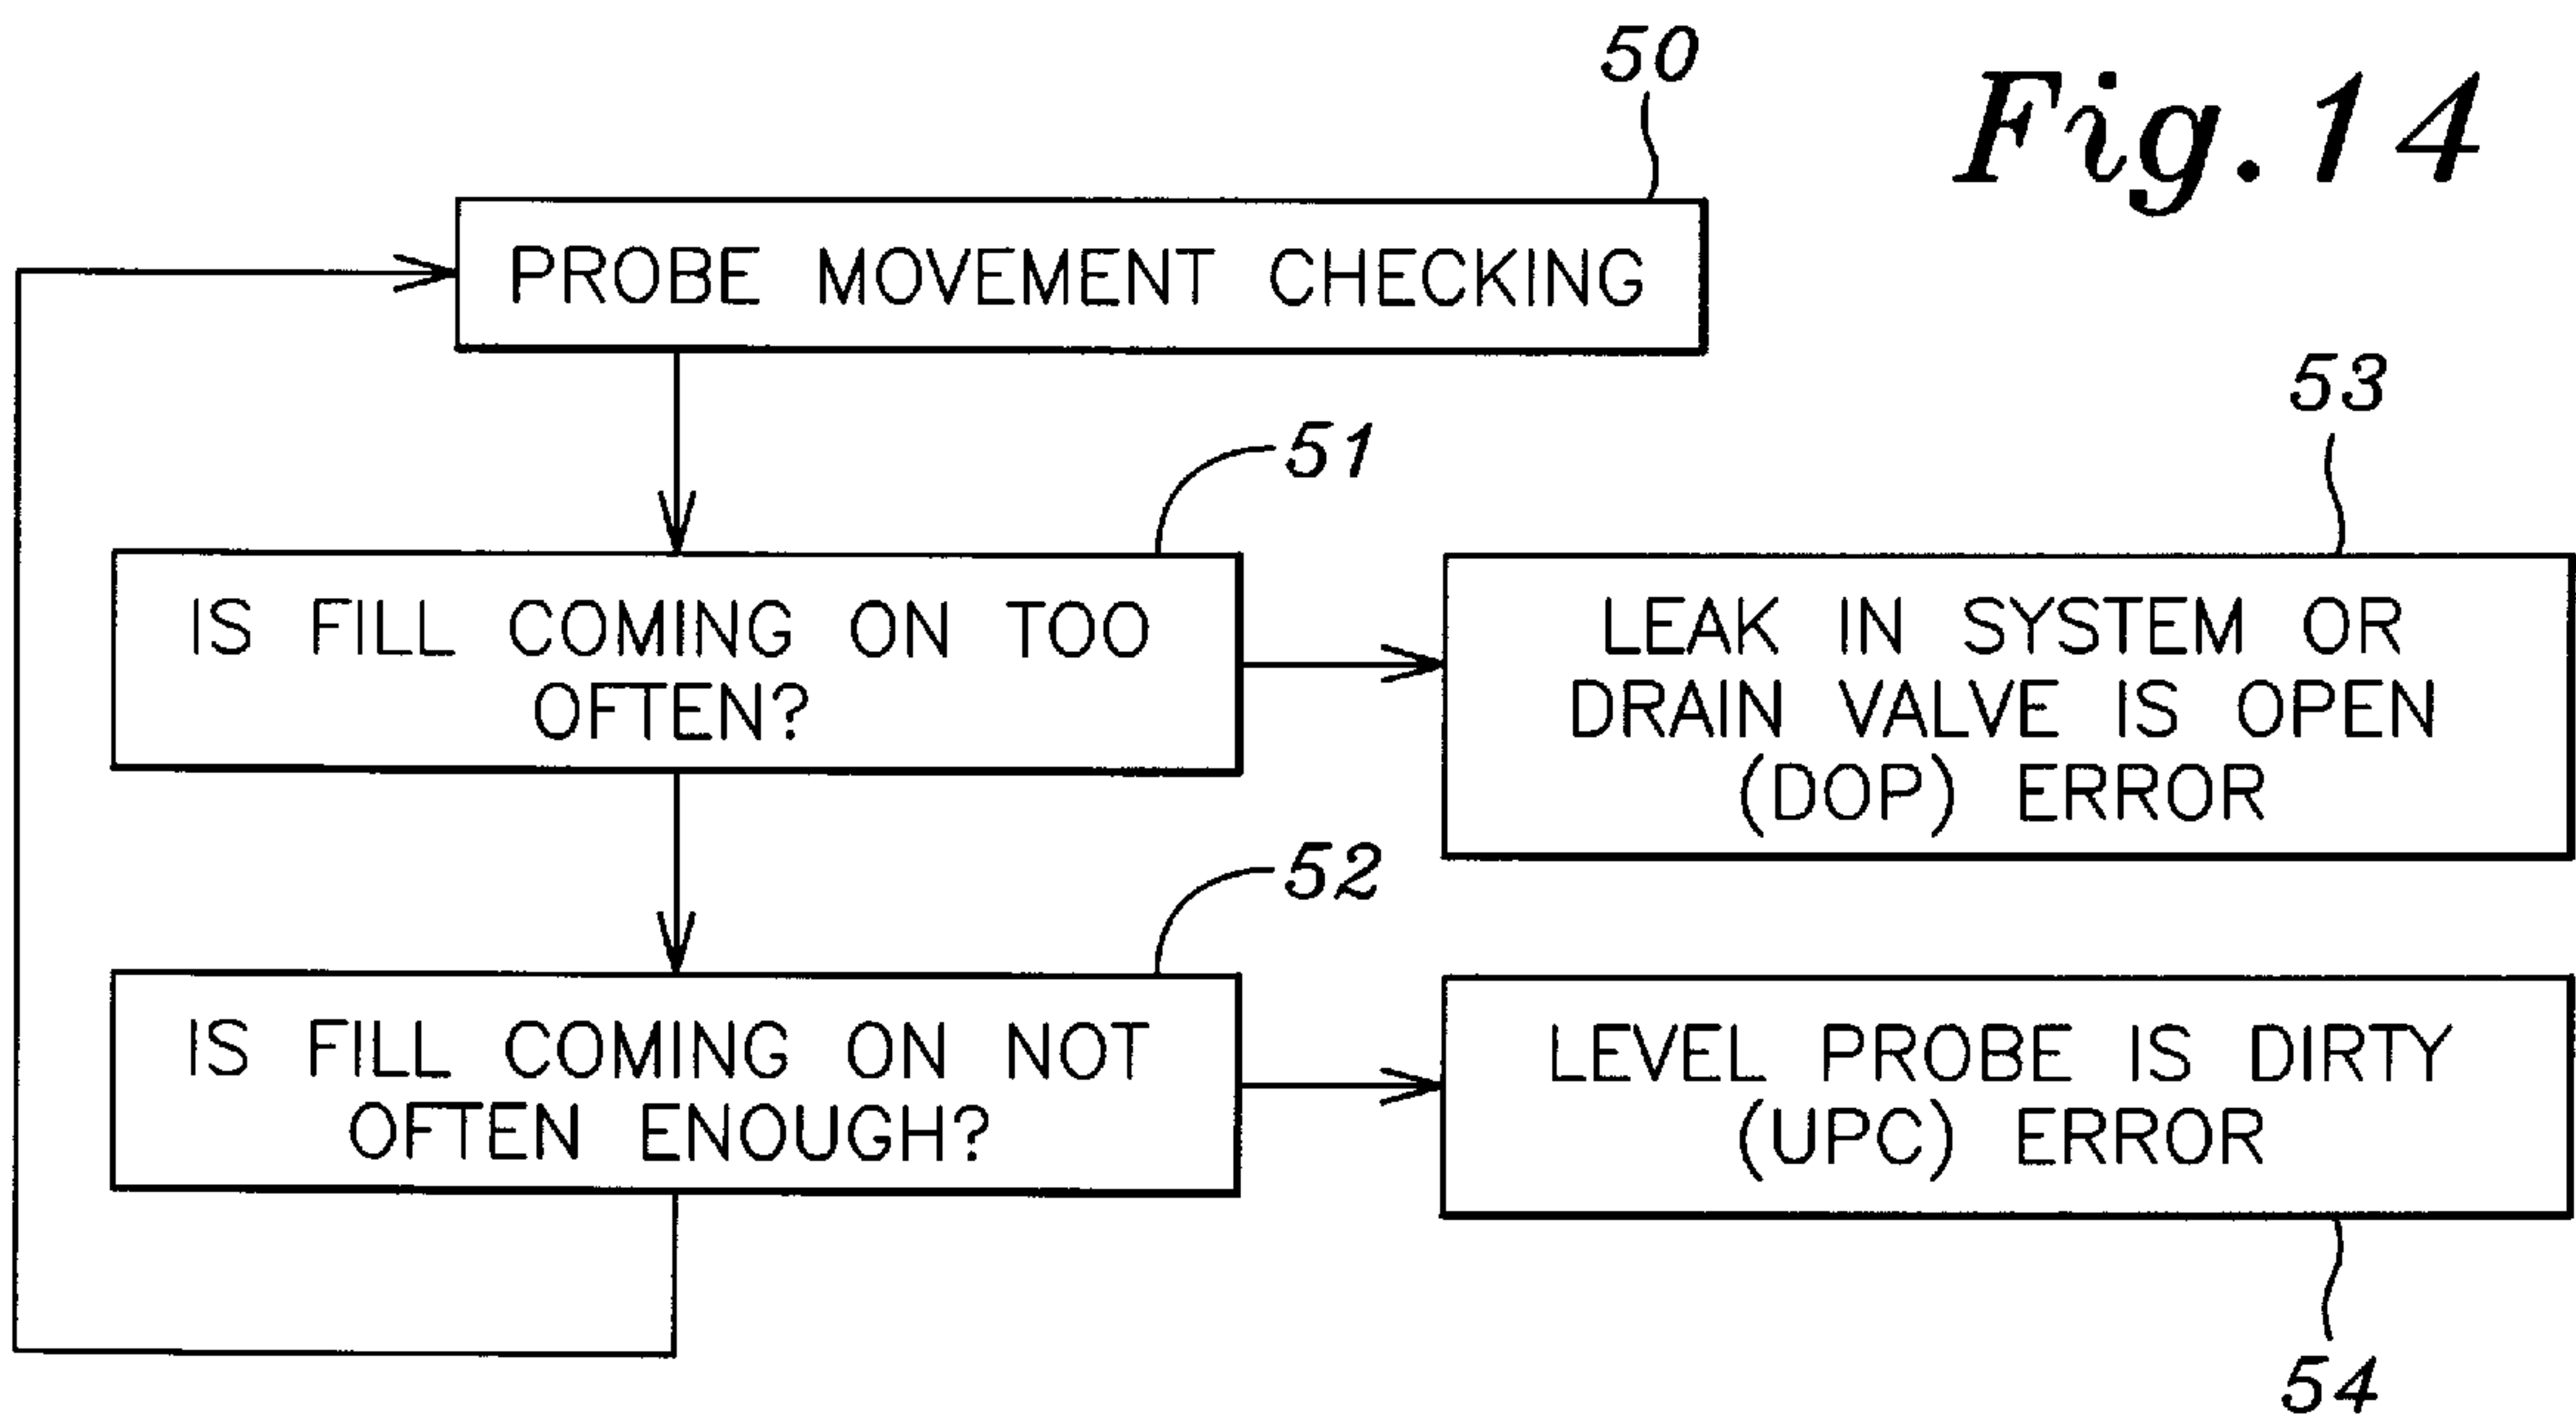 Fig. 14
50
PROBE MOVEMENT CHECKING
51
IS FILL COMING ON TOO
OFTEN?
53
LEAK IN SYSTEM OR
DRAIN VALVE IS OPEN
(DOP) ERROR
52
IS FILL COMING ON NOT
OFTEN ENOUGH?
LEVEL PROBE IS DIRTY
(UPC) ERROR
54